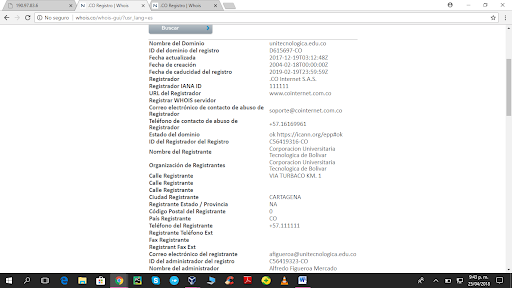 190.97.83.6
.CO Registro | Whois
.CO Registro | Whois
No seguro
whois.co/whois-gui/?usr_lang=es
Buscar
Nombre del Dominio unitecnologica.edu.co
ID del dominio del registro D615697-CO
Fecha actualizada 2017-12-19T03:12:48Z
Fecha de creación 2004-02-18T00:00:00Z
Fecha de caducidad del registro 2019-02-19T23:59:59Z
Registrador .CO Internet S.A.S.
Registrador IANA ID 111111
URL del Registrador www.cointernet.com.co
Registrar WHOIS servidor
Correo electrónico de contacto de abuso de
Registrador soporte@cointernet.com.co
Teléfono de contacto de abuso de
Registrador +57.16169961
Estado del dominio ok https://icann.org/epp#ok
ID del Registrador del Registro C56419316-CO
Nombre del Registrante Corporacion Universitaria
Tecnologica de Bolivar
Organización de Registrantes Corporacion Universitaria
Tecnologica de Bolivar
Calle Registrante VIA TURBACO KM. 1
Calle Registrante
Calle Registrante
Ciudad Registrante CARTAGENA
Registrante Estado / Provincia NA
Código Postal del Registrante 0
País Registrante CO
Teléfono del Registrante +57.111111
Registrante Teléfono Ext
Fax Registrante
Registrant Fax Ext
Correo electrónico del registrante afigueroa@unitecnologica.edu.co
ID del administrador del registro C56419323-CO
Nombre del administrador Alfredo Figueroa Mercado
9:40 p. m.
25/04/2018